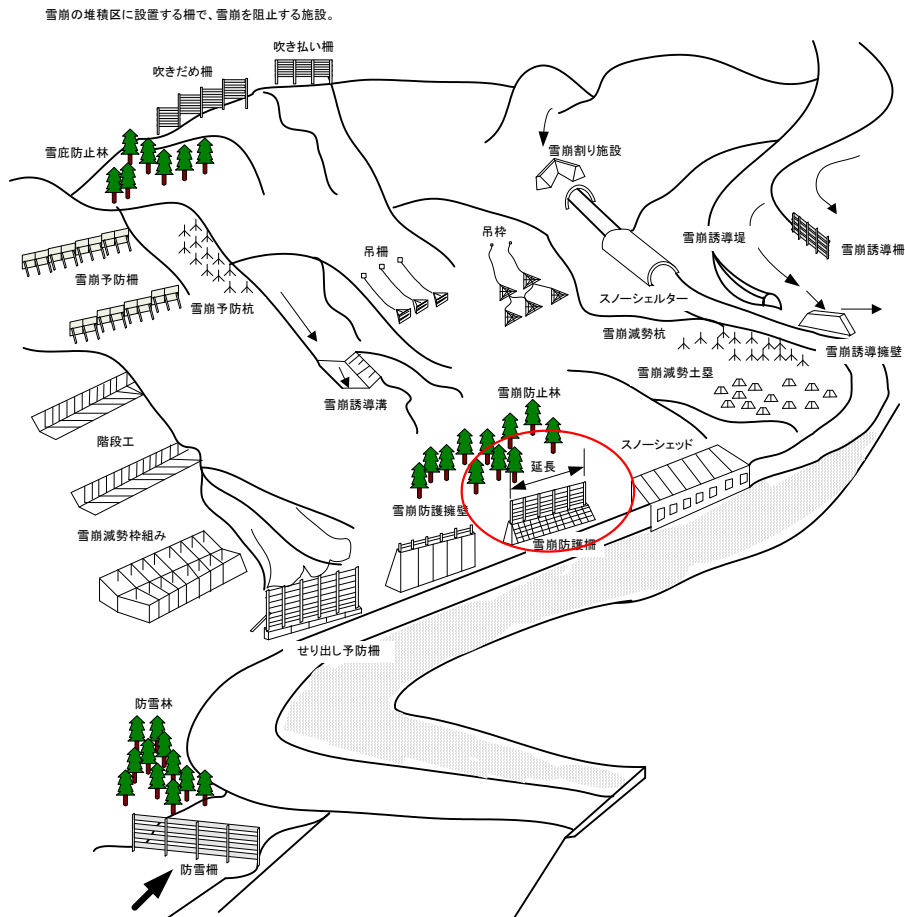 雪崩の堆積区に設置する柵で、雪崩を阻止する施設。
吹き払い柵
吹きだめ柵
雪庇防止林
雪崩割り施設
吊枠
吊柵
雪崩誘導堤
雪崩誘導柵
雪崩予防柵
雪崩予防杭
スノーシェルター
雪崩減勢杭
雪崩誘導擁壁
雪崩減勢土塁
雪崩防止林
雪崩誘導溝
階段工
スノーシェッド
延長
雪崩防護擁壁
雪崩減勢枠組み
雪崩防護柵
せり出し予防柵
防雪林
防雪柵